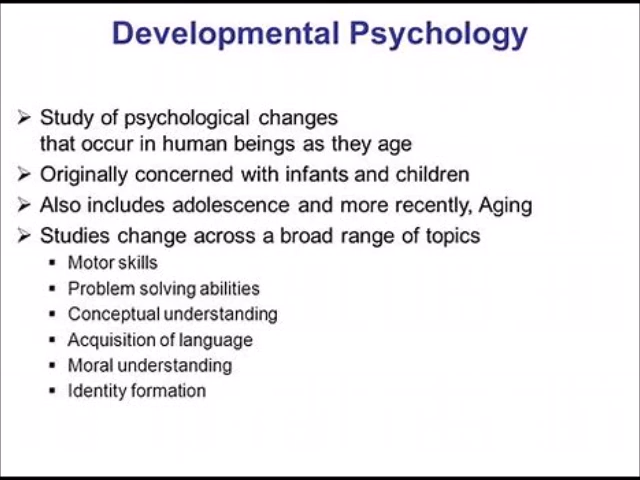 Developmental Psychology
➢ Study of psychological changes
that occur in human beings as they age
➢ Originally concerned with infants and children
➢ Also includes adolescence and more recently, Aging
➢ Studies change across a broad range of topics
▪ Motor skills
▪ Problem solving abilities
▪ Conceptual understanding
▪ Acquisition of language
▪ Moral understanding
▪ Identity formation